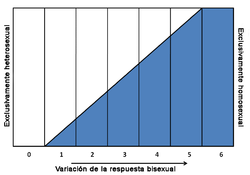 Exclusivamente heterosexual
Exclusivamente homosexual
0 1 2 3 4 5 6
Variación de la respuesta bisexual